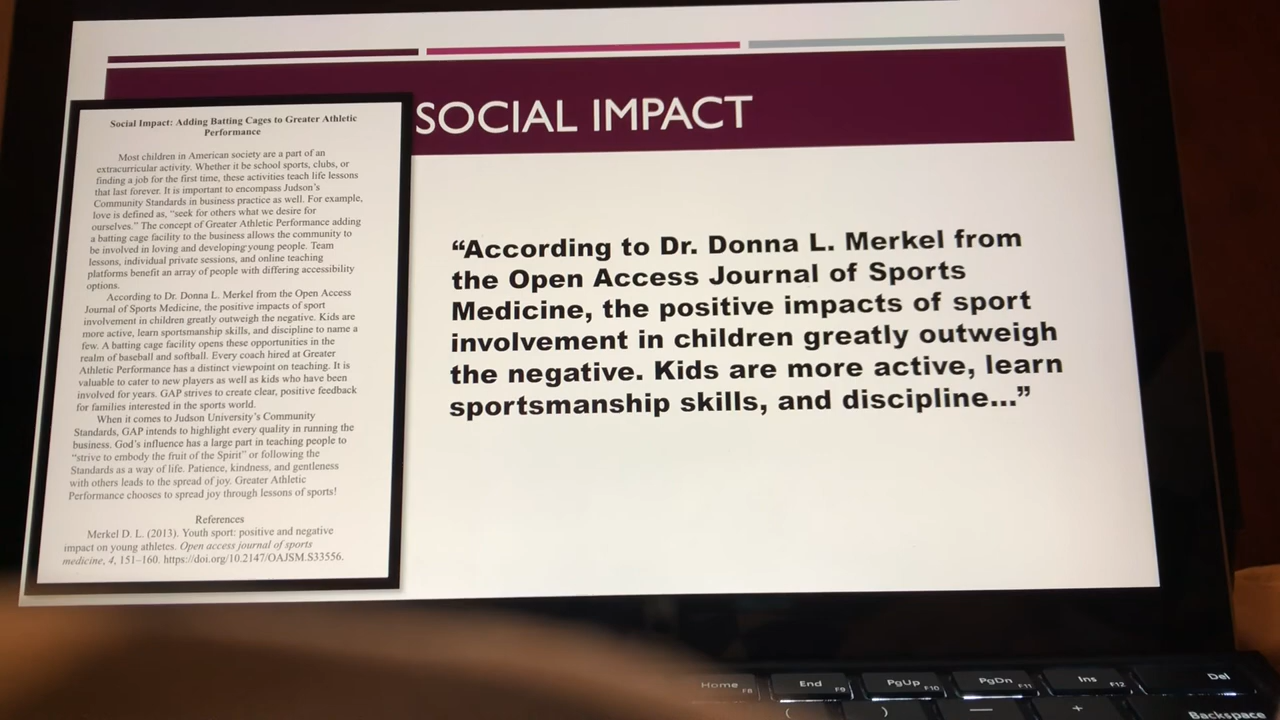 SOCIAL IMPACT
Social Impact: Adding Batting Cages to Greater Athletic
Performance
Most children in American society are a part of an
extracurricular activity. Whether it be school sports, clubs, or
finding a job for the first time, these activities teach life lessons
that last forever. It is important to encompass Judson's
Community Standards in business practice as well. For example,
love is defined as, “seek for others what we desire for
ourselves.” The concept of Greater Athletic Performance adding
a batting cage facility to the business allows the community to
be involved in loving and developing young people. Team
lessons, individual private sessions, and online teaching
platforms benefit an array of people with differing accessibility
options.
According to Dr. Donna L. Merkel from the Open Access
Journal of Sports Medicine, the positive impacts of sport
involvement in children greatly outweigh the negative. Kids are
more active, learn sportsmanship skills, and discipline to name a
few. A batting cage facility opens these opportunities in the
realm of baseball and softball. Every coach hired at Greater
Athletic Performance has a distinct viewpoint on teaching. It is
valuable to cater to new players as well as kids who have been
involved for years. GAP strives to create clear, positive feedback
for families interested in the sports world.
When it comes to Judson University's Community
Standards, GAP intends to highlight every quality in running the
business. God's influence has a large part in teaching people to
“strive to embody the fruit of the Spirit” or following the
Standards as a way of life. Patience, kindness, and gentleness
with others leads to the spread of joy. Greater Athletic
Performance chooses to spread joy through lessons of sports!
References
Merkel D. L. (2013). Youth sport: positive and negative
impact on young athletes. Open access journal of sports
medicine, 4, 151–160. https://doi.org/10.2147/OAJSM.S33556.
“According to Dr. Donna L. Merkel from
the Open Access Journal of Sports
Medicine, the positive impacts of sport
involvement in children greatly outweigh
the negative. Kids are more active, learn
sportsmanship skills, and discipline...”
Home F8 End F9 PgUp F10 PgDn F11 Ins F12 Del
( ) — + Backspace